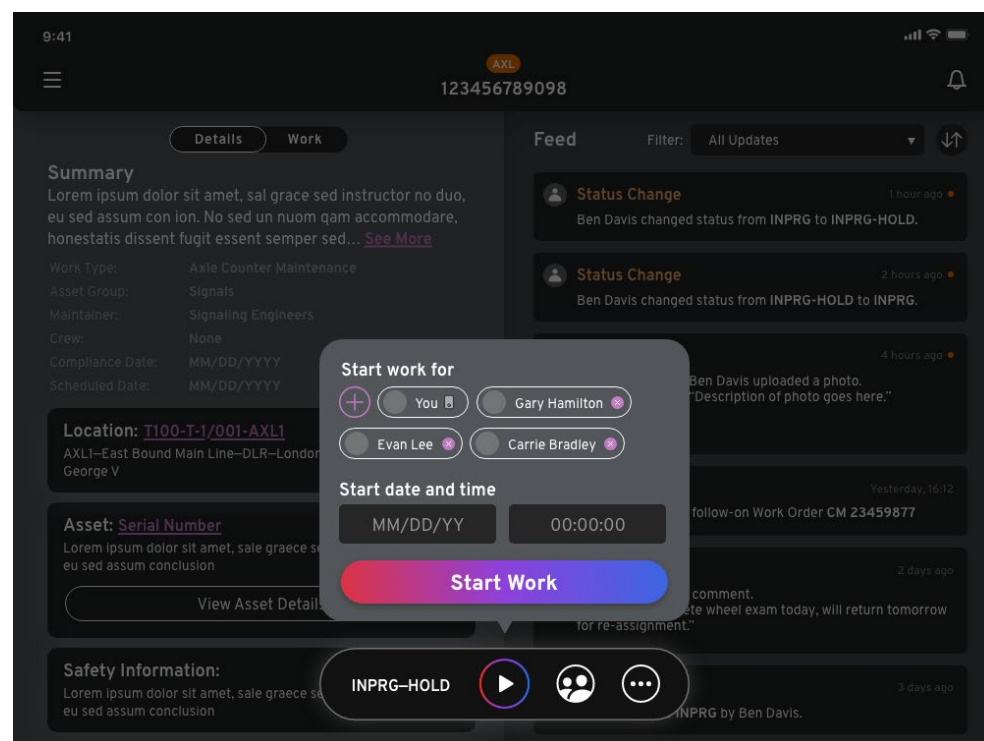 9:41
AXL
123456789098
Details Work
Summary
Lorem ipsum dolor sit amet, sal grace sed instructor no duo,
eu sed assum con ion. No sed un nuom qam accommodare,
honestatis dissent fugit essent semper sed... See More
Work Type: Axle Counter Maintenance
Asset Group: Signals
Maintainer: Signaling Engineers
Crew: None
Compliance Date: MM/DD/YYYY
Scheduled Date: MM/DD/YYYY
Location: T100-T-1/001-AXL1
AXL1—East Bound Main Line—DLR—London
George V
Asset: Serial Number
Lorem ipsum dolor sit amet, sale graece
eu sed assum conclusion
View Asset Details
Safety Information:
Lorem ipsum dolor sit amet, sale graece
eu sed assum conclusion
Feed Filter: All Updates
Status Change 1 hour ago
Ben Davis changed status from INPRG to INPRG-HOLD.
Status Change 2 hours ago
Ben Davis changed status from INPRG-HOLD to INPRG.
4 hours ago
Ben Davis uploaded a photo.
"Description of photo goes here."
Yesterday, 16:12
follow-on Work Order CM 23459877
2 days ago
comment.
wheel exam today, will return tomorrow
for re-assignment."
3 days ago
INPRG by Ben Davis.
Start work for
You Gary Hamilton
Evan Lee Carrie Bradley
Start date and time
MM/DD/YY 00:00:00
Start Work
INPRG—HOLD